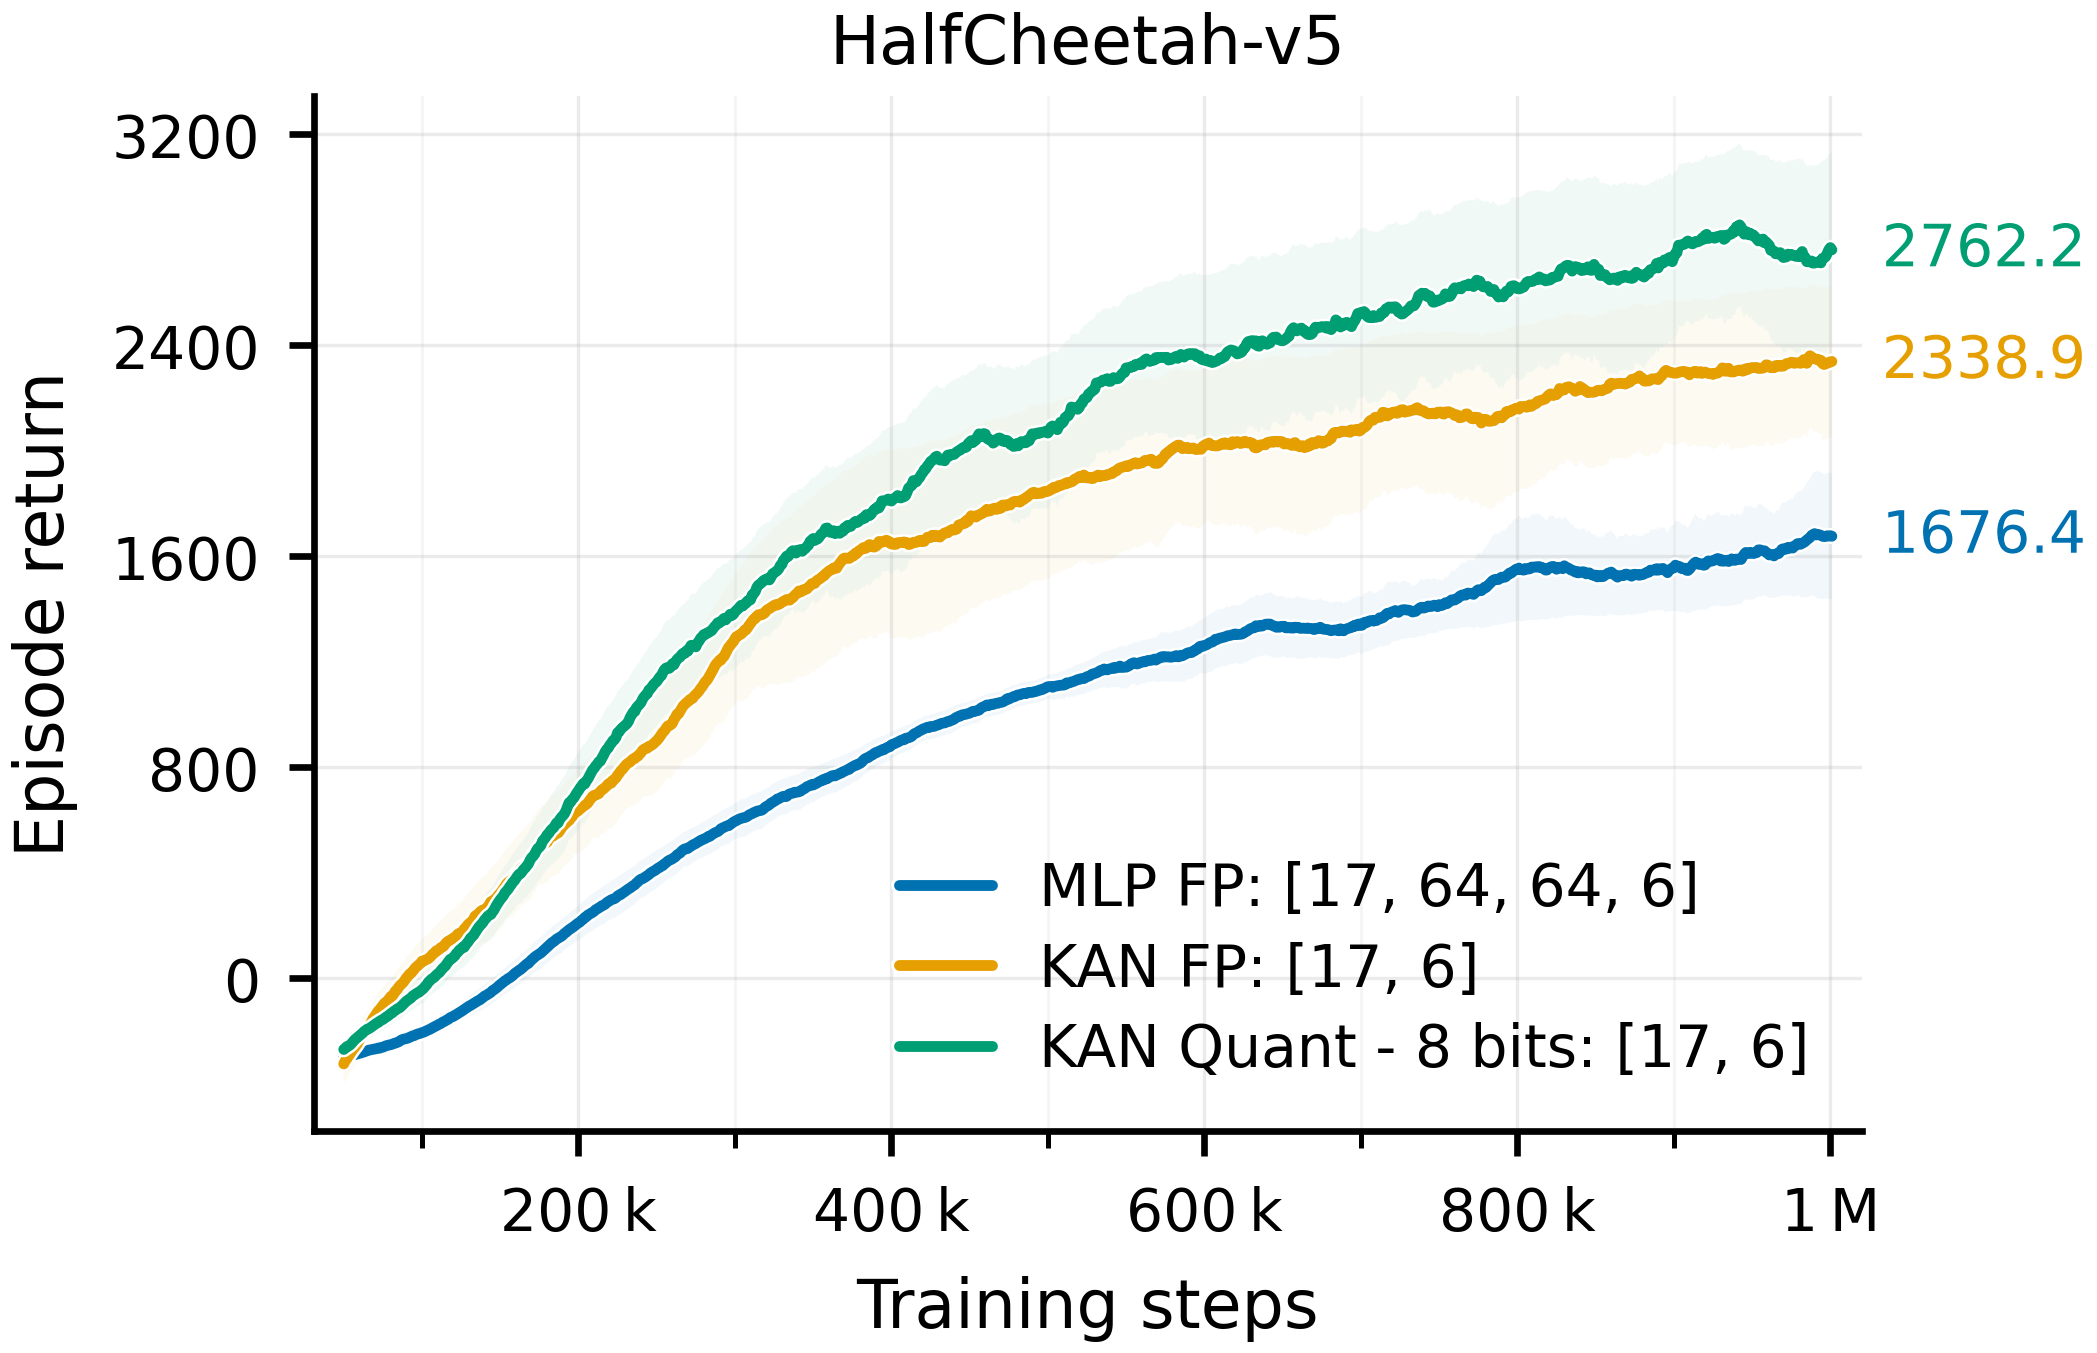 HalfCheetah-v5
Episode return
3200
2400
1600
800
0
2762.2
2338.9
1676.4
MLP FP: [17, 64, 64, 6]
KAN FP: [17, 6]
KAN Quant - 8 bits: [17, 6]
200 k
400 k
600 k
800 k
1 M
Training steps